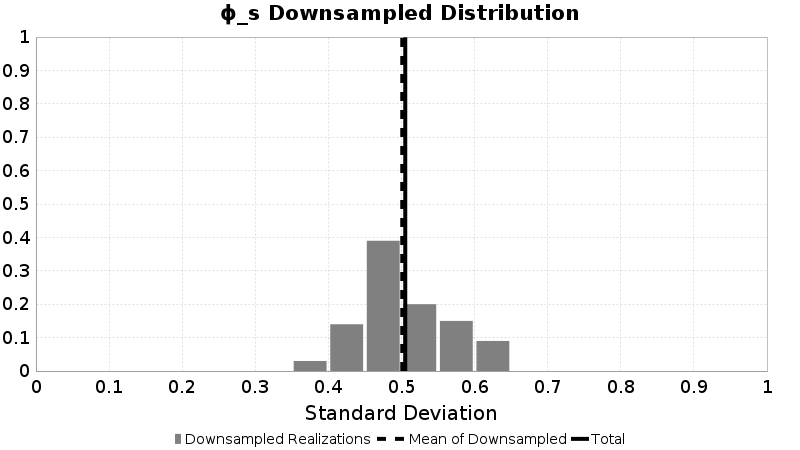 ϕ_s Downsampled Distribution
1
0.9
0.8
0.7
0.6
0.5
0.4
0.3
0.2
0.1
0
0 0.1 0.2 0.3 0.4 0.5 0.6 0.7 0.8 0.9 1
Standard Deviation
Downsampled Realizations Mean of Downsampled Total